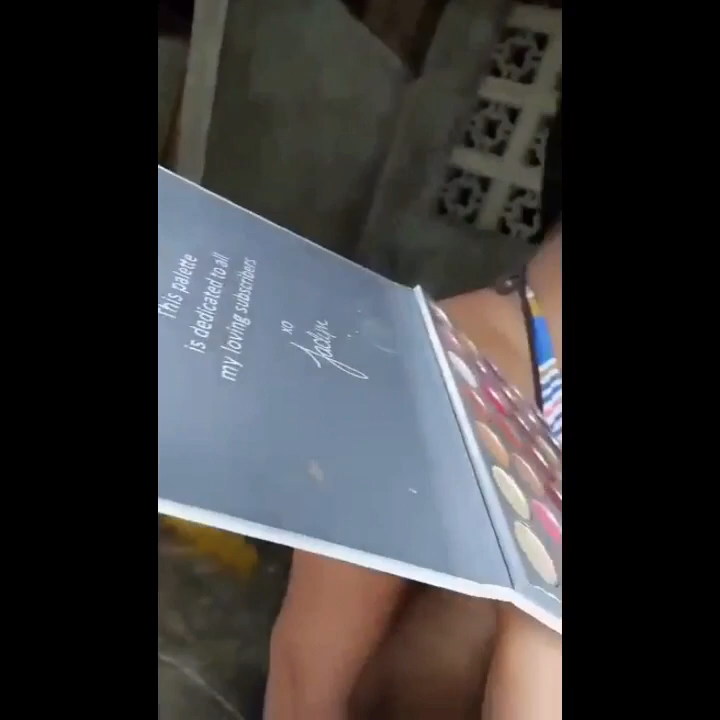 This palette
is dedicated to all
my loving subscribers
xo
Jaclyn